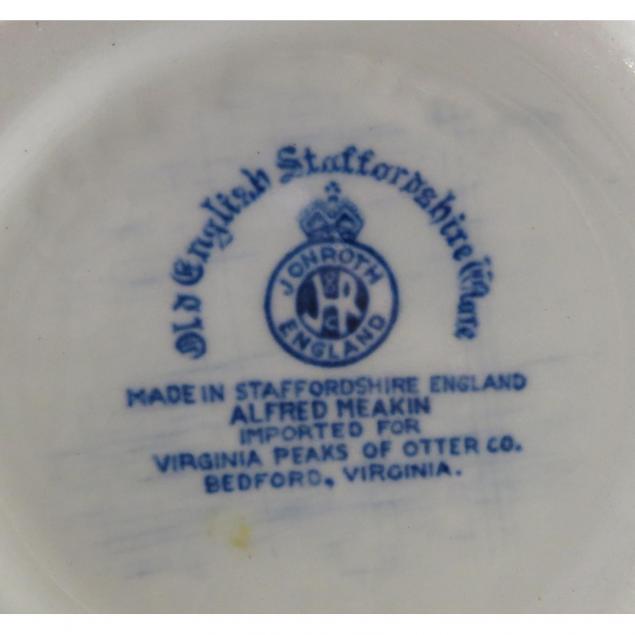 Old English Staffordshire Ware
JONROTH
ENGLAND
MADE IN STAFFORDSHIRE ENGLAND
ALFRED MEAKIN
IMPORTED FOR
VIRGINIA PEAKS OF OTTER CO.
BEDFORD, VIRGINIA.